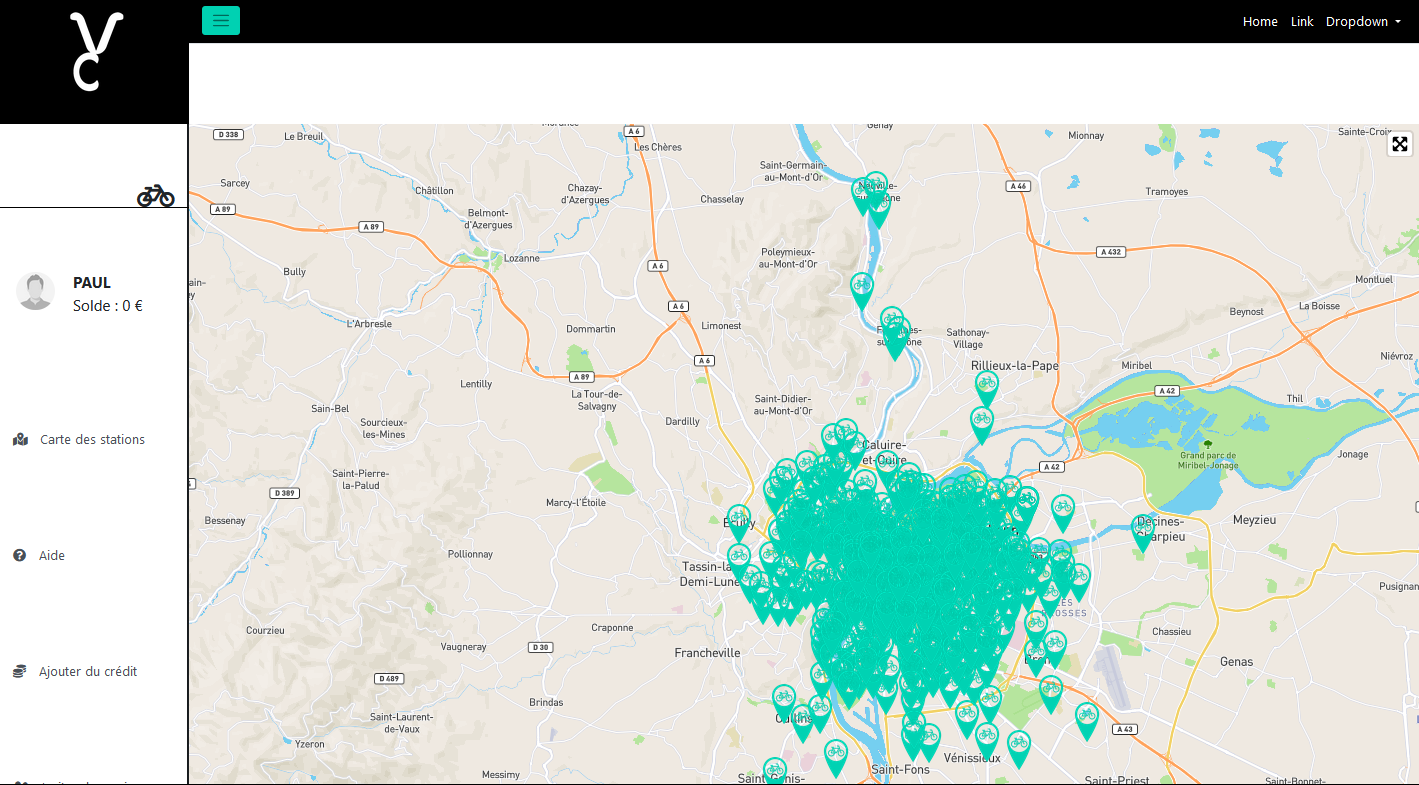 VC
Home Link Dropdown
PAUL
Solde : 0 €
Carte des stations
Aide
Ajouter du crédit
D 338
Le Breuil
A 6
Les Chères
Genay
Mionnay
Sainte-Croix
Saint-Germain-
au-Mont-d'Or
Sarcey
Châtillon
Chazay-
d'Azergues
Chasselay
A 46
Tramoyes
A 89
A 89
Belmont-
d'Azergues
Lozanne
Poleymieux-
au-Mont-d'Or
A 432
Bully
A 6
Montluel
L'Arbresle
A 6
Dommartin
Limonest
Sathonay-
Village
Beynost
La Boisse
A 6
Rillieux-la-Pape
Miribel
Niévroz
A 89
Lentilly
La Tour-de-
Salvagny
Saint-Didier-
au-Mont-d'Or
A 42
Thil
Sain-Bel
Sourcieux-
les-Mines
Dardilly
Caluire-
et-Cuire
Grand parc de
Miribel-Jonage
Jonage
A 42
Saint-Pierre-
la-Palud
D 389
Marcy-l'Étoile
Bessenay
Écully
Décines-
Charpieu
Meyzieu
Pollionnay
Tassin-la-
Demi-Lune
Pusignan
Courzieu
Craponne
Chassieu
Vaugneray
D 30
Francheville
Bron
Genas
D 489
Brindas
Saint-Laurent-
de-Vaux
Oullins
A 43
Yzeron
Vénissieux
Messimy
Saint-Genis-
Saint-Fons
Saint-Priest
Saint-Bonnet-